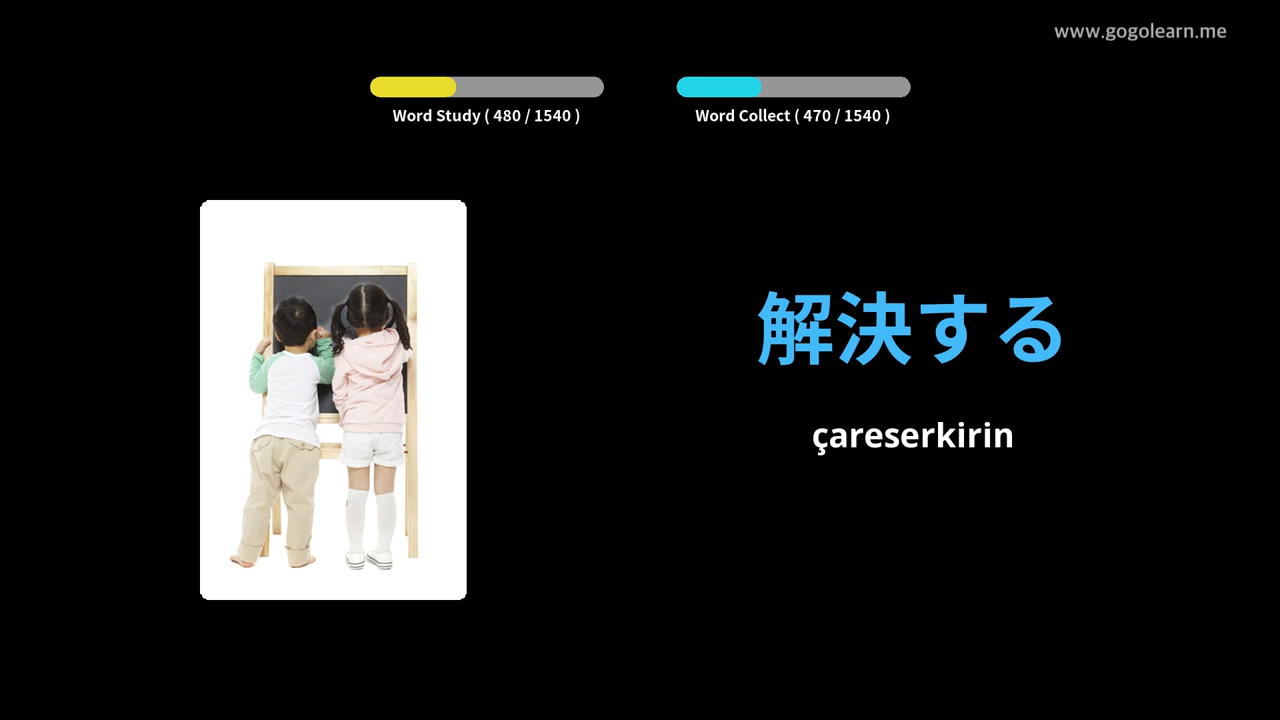 www.gogolearn.me
Word Study ( 480 / 1540 )
Word Collect ( 470 / 1540 )
解決する
çareserkirin